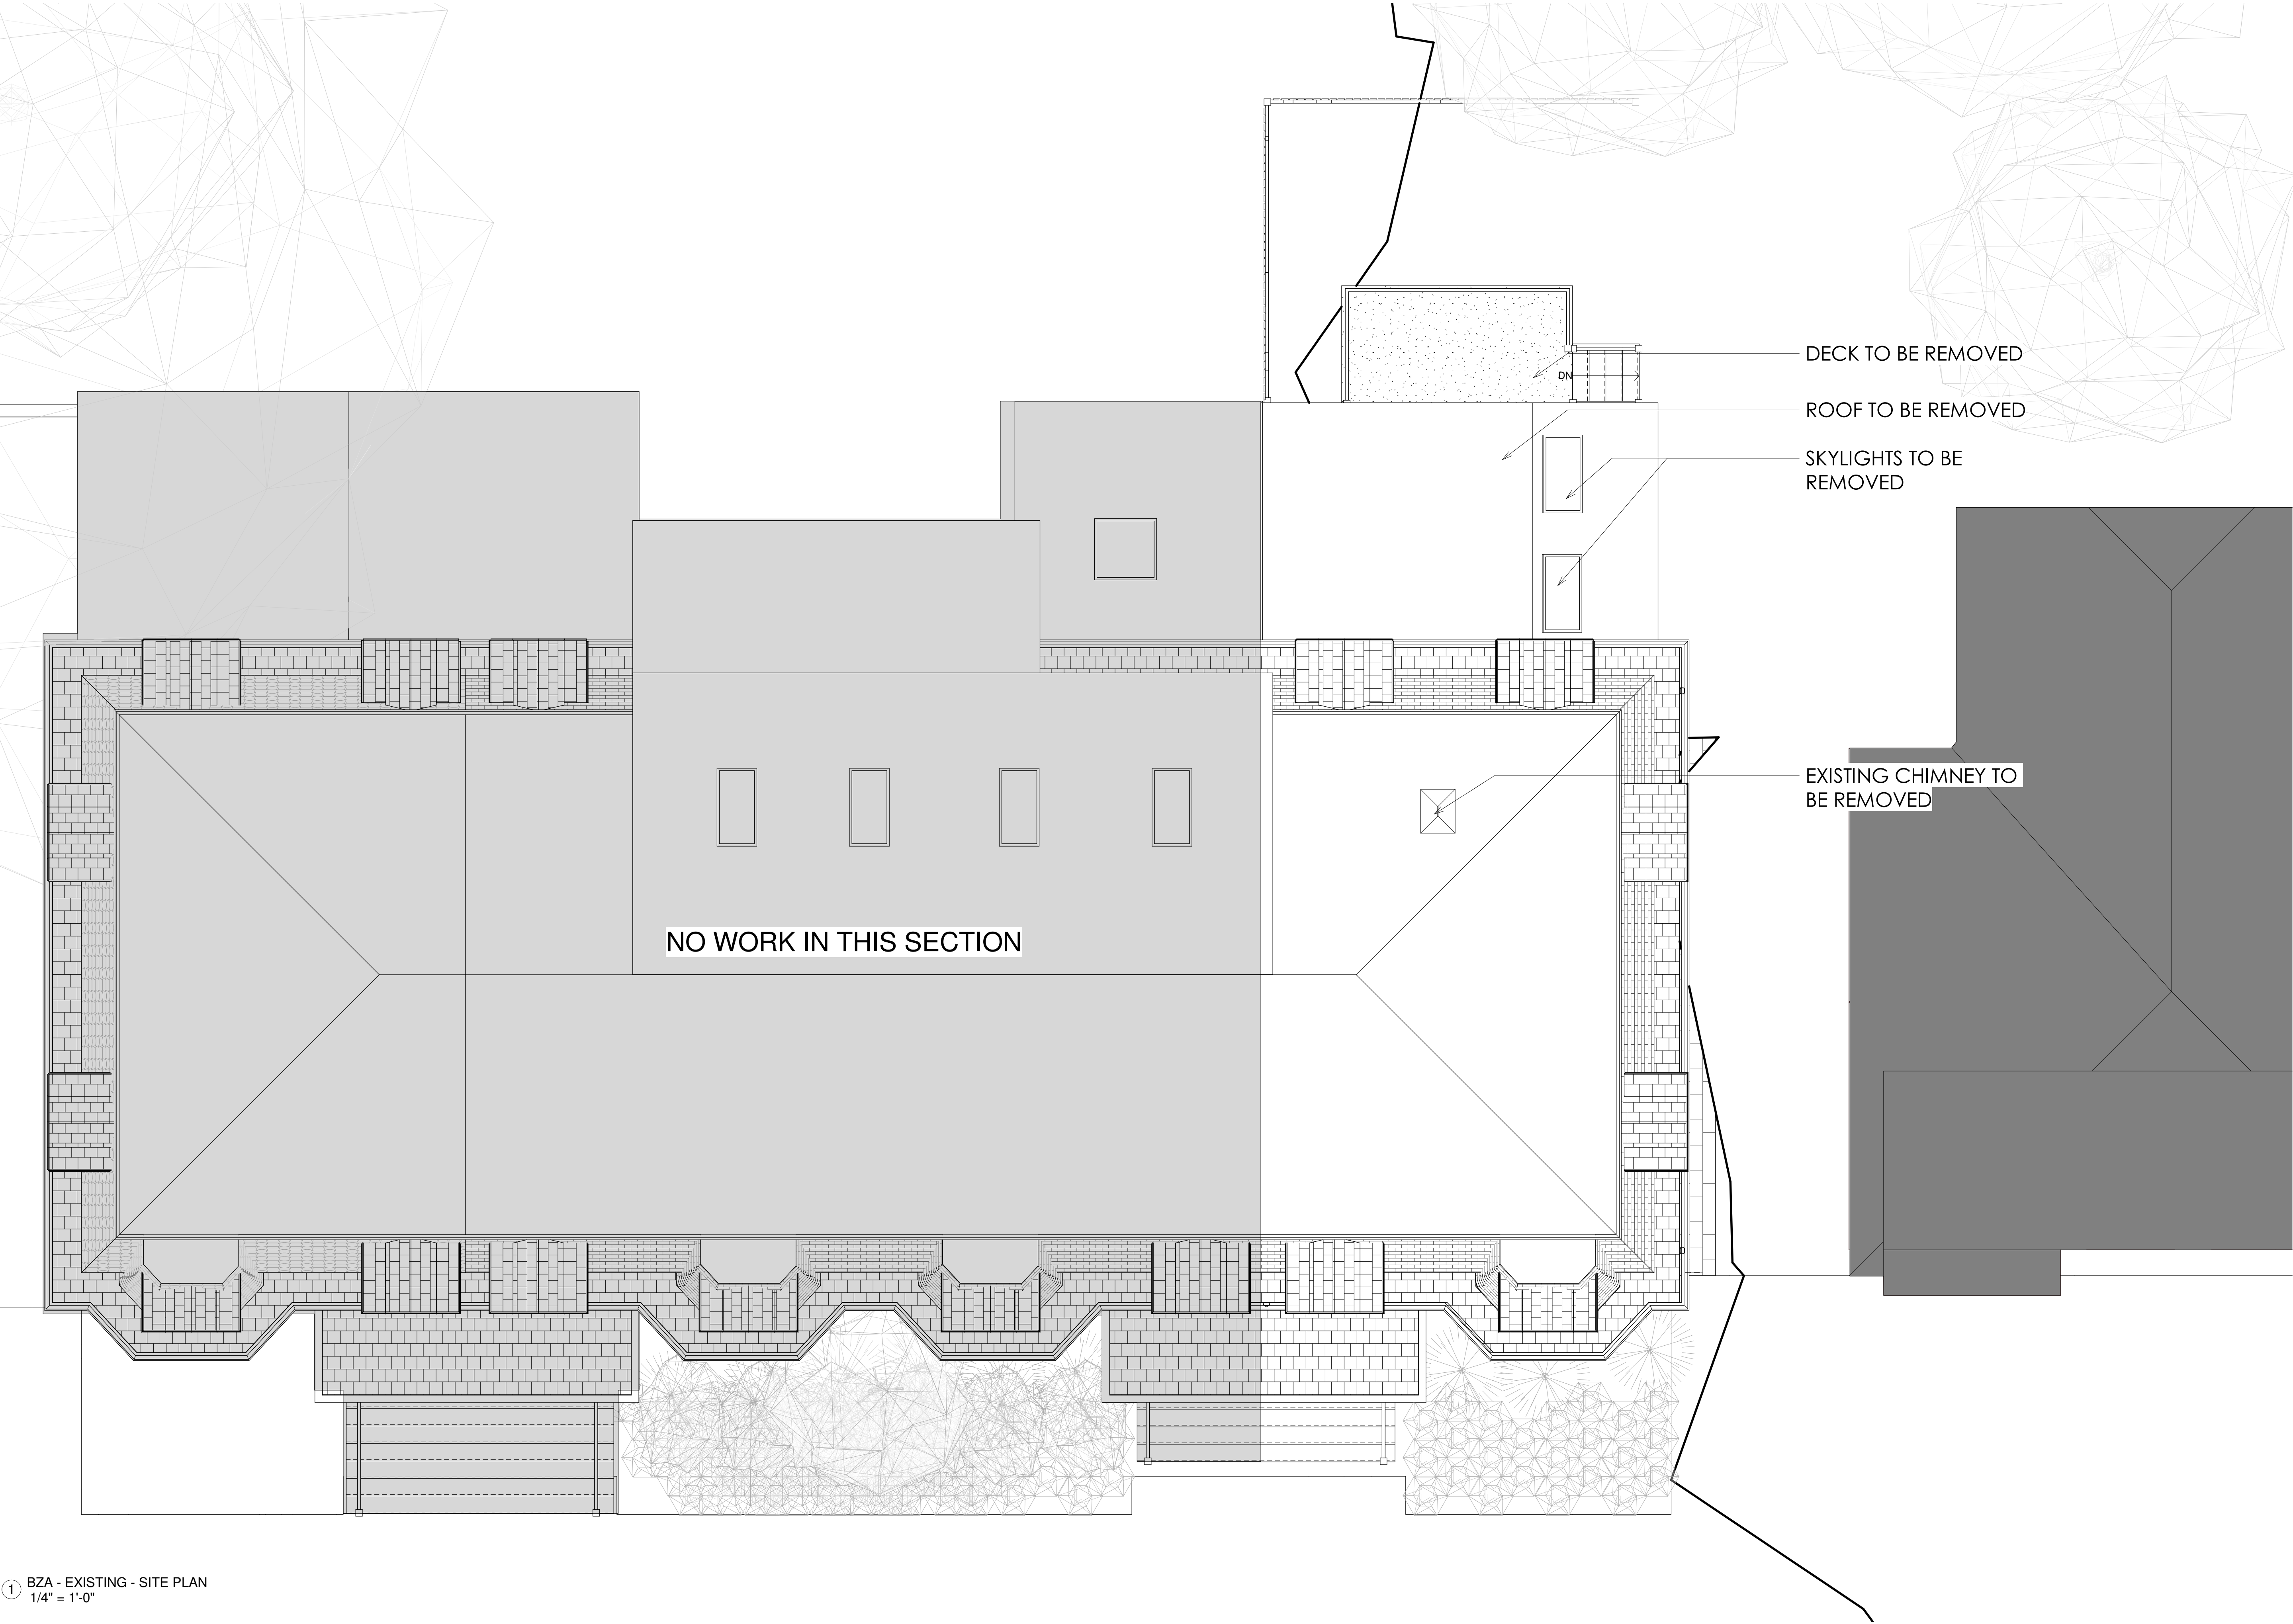 DECK TO BE REMOVED
DN
ROOF TO BE REMOVED
SKYLIGHTS TO BE
REMOVED
EXISTING CHIMNEY TO
BE REMOVED
NO WORK IN THIS SECTION
1 BZA - EXISTING - SITE PLAN
1/4" = 1'-0"